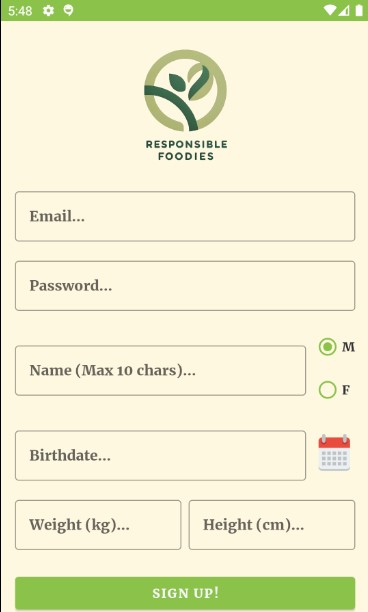 5:48
RESPONSIBLE
FOODIES
Email...
Password...
M
Name (Max 10 chars)...
F
Birthdate...
Weight (kg)...
Height (cm)...
SIGN UP!